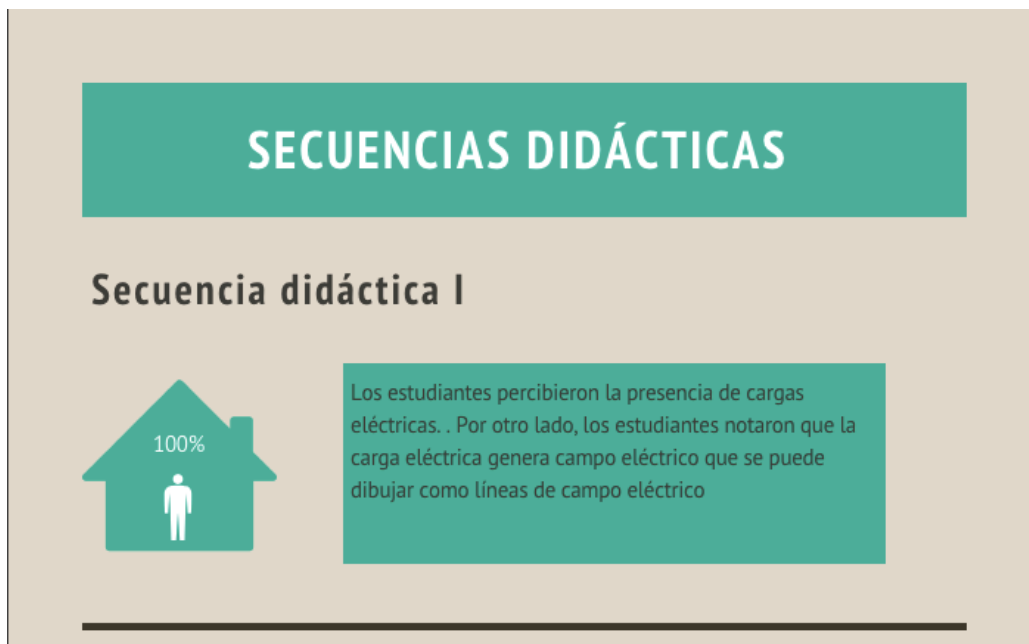 SECUENCIAS DIDÁCTICAS
Secuencia didáctica I
100%
Los estudiantes percibieron la presencia de cargas
eléctricas. . Por otro lado, los estudiantes notaron que la
carga eléctrica genera campo eléctrico que se puede
dibujar como líneas de campo eléctrico